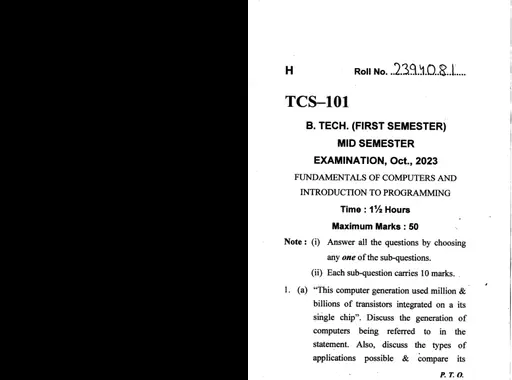 H Roll No. ..2394081....
TCS–101
B. TECH. (FIRST SEMESTER)
MID SEMESTER
EXAMINATION, Oct., 2023
FUNDAMENTALS OF COMPUTERS AND
INTRODUCTION TO PROGRAMMING
Time : 1½ Hours
Maximum Marks : 50
Note : (i) Answer all the questions by choosing
any one of the sub-questions.
(ii) Each sub-question carries 10 marks.
1. (a) “This computer generation used million &
billions of transistors integrated on a its
single chip”. Discuss the generation of
computers being referred to in the
statement. Also, discuss the types of
applications possible & compare its
P. T. O.